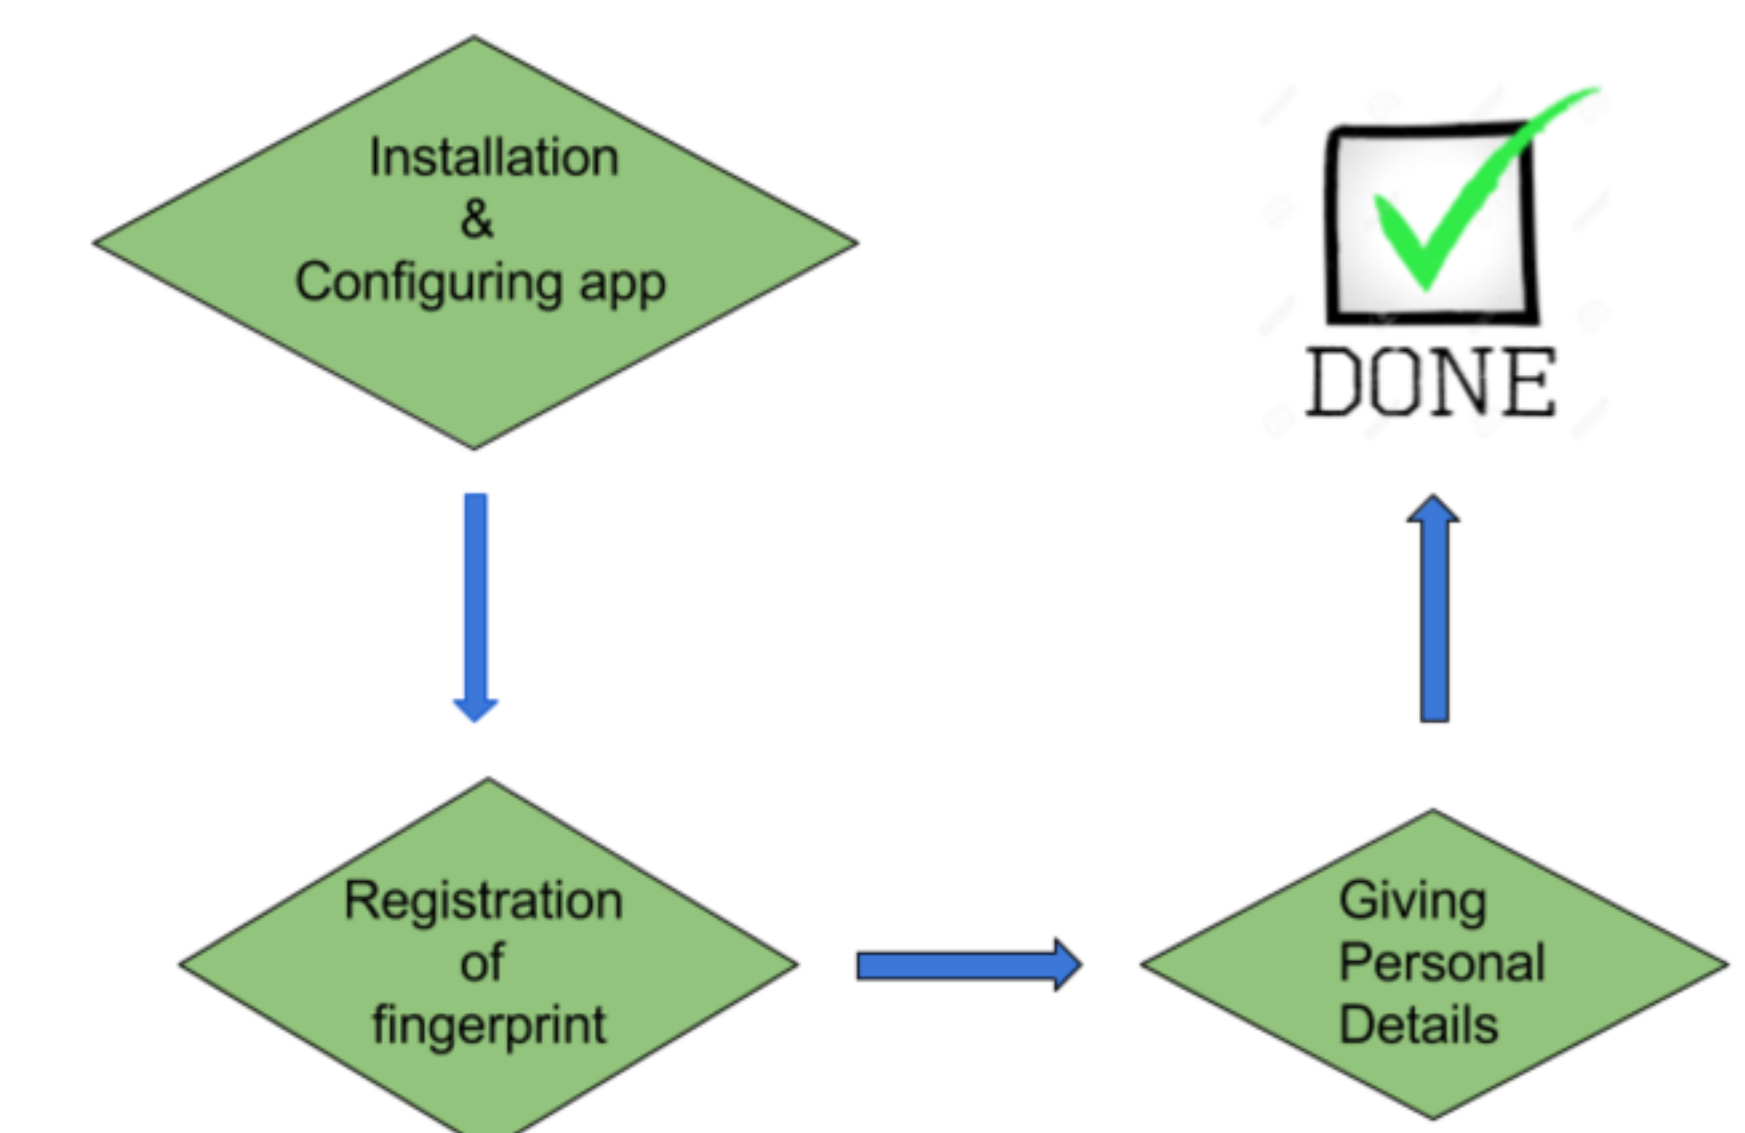 Installation
&
Configuring app
Registration
of
fingerprint
Giving
Personal
Details
DONE